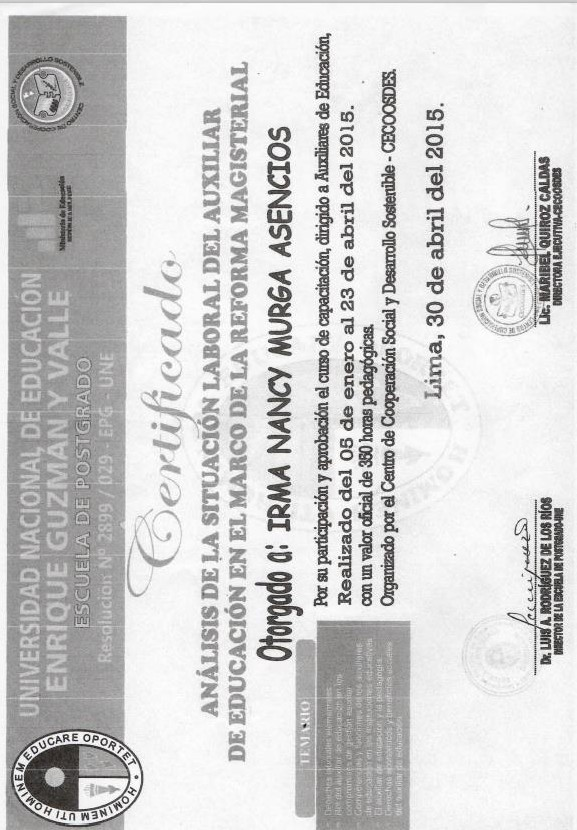 UNIVERSIDAD NACIONAL DE EDUCACIÓN
ENRIQUE GUZMÁN Y VALLE
ESCUELA DE POSTGRADO
Resolución Nº 2899 / 029 - EPG - UNE
HOMINEM UTI HOMINEM EDUCARE OPORTET
Ministerio de Educación
Certificado
ANÁLISIS DE LA SITUACIÓN LABORAL DEL AUXILIAR
DE EDUCACIÓN EN EL MARCO DE LA REFORMA MAGISTERIAL
Otorgado a: IRMA NANCY MURGA ASENCIOS
TEMARIO
Por su participación y aprobación el curso de capacitación, dirigido a Auxiliares de Educación,
Realizado del 05 de enero al 23 de abril del 2015.
con un valor oficial de 350 horas pedagógicas.
Organizado por el Centro de Cooperación Social y Desarrollo Sostenible - CECOOSDES.
Lima, 30 de abril del 2015.
Dr. LUIS A. RODRÍGUEZ DE LOS RÍOS
DIRECTOR DE LA ESCUELA DE POSTGRADO-UNE
Lic. MARIBEL QUIROZ CALDAS
DIRECTORA EJECUTIVA-CECOOSDES